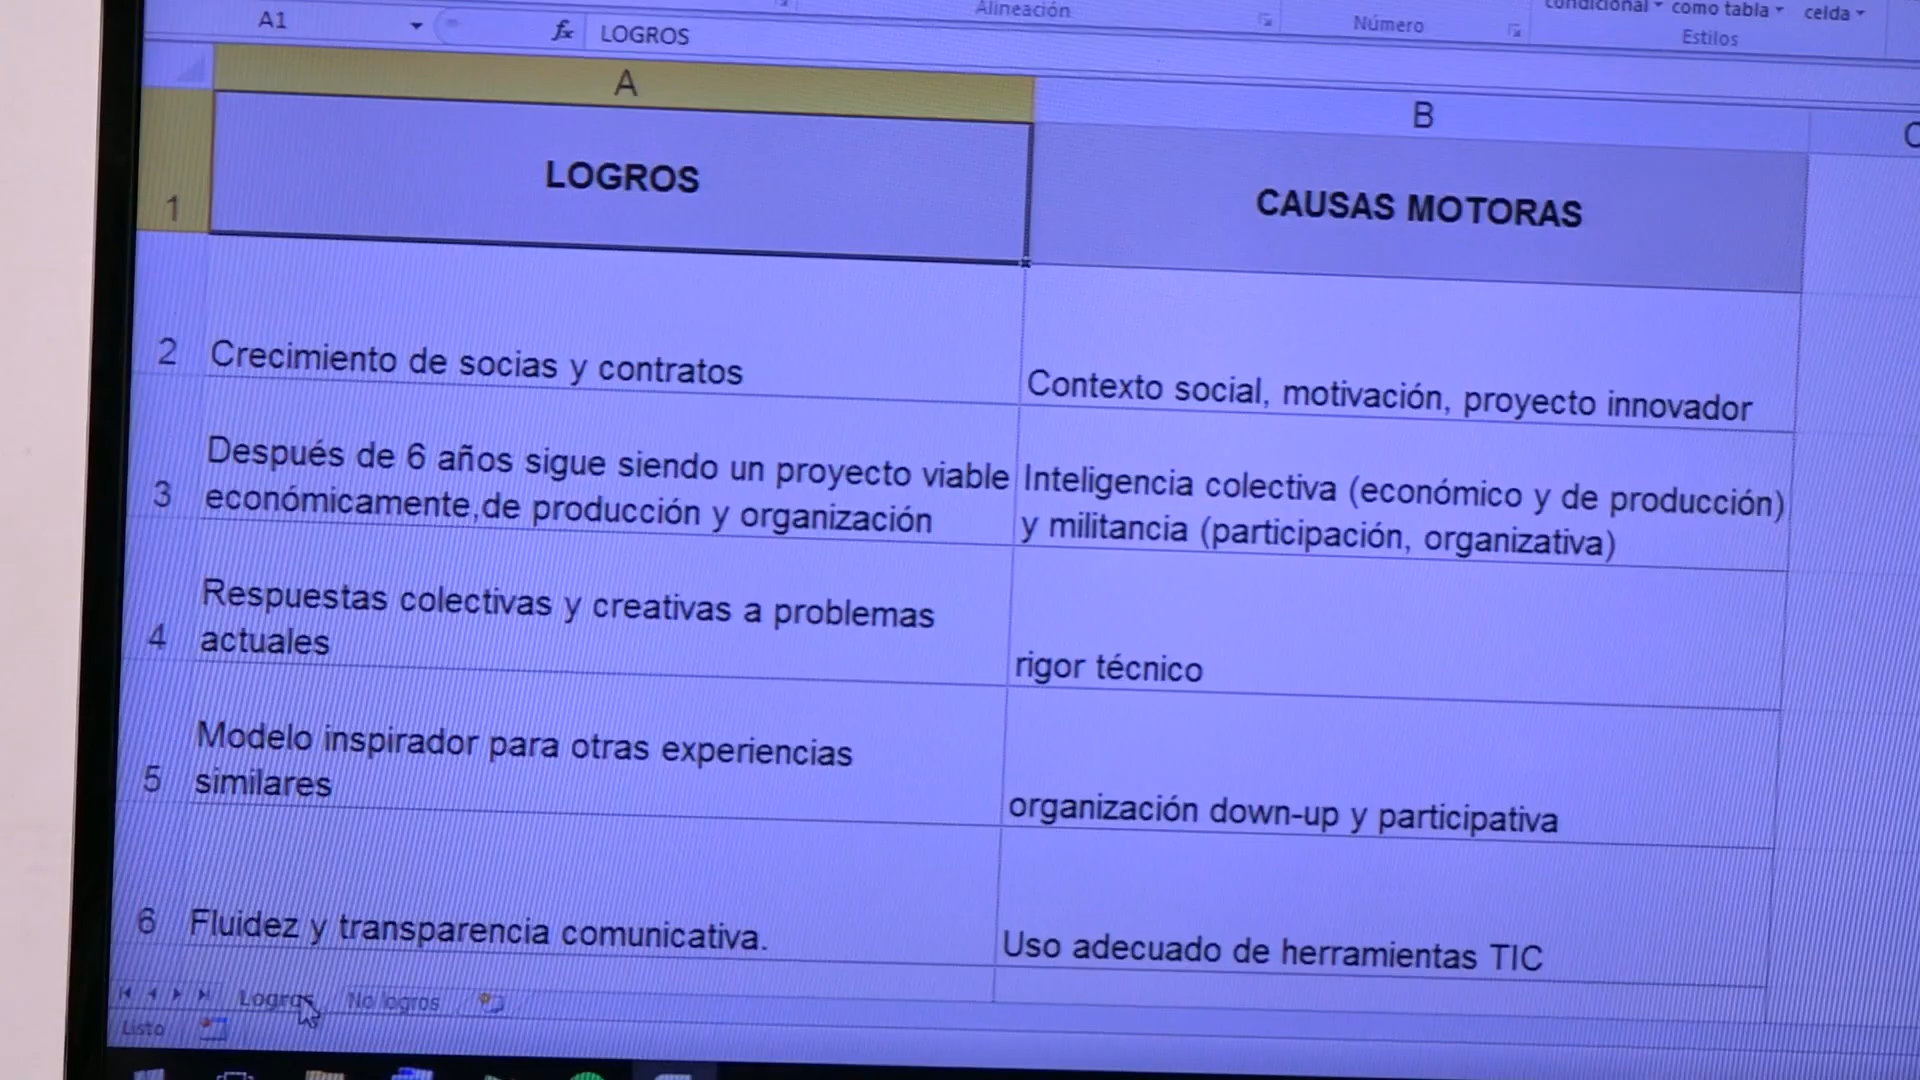 Alineación
Número
condicional
como tabla
celda
Estilos
A1
fx
LOGROS
A
B
C
1
LOGROS
CAUSAS MOTORAS
2
Crecimiento de socias y contratos
Contexto social, motivación, proyecto innovador
3
Después de 6 años sigue siendo un proyecto viable
económicamente,de producción y organización
Inteligencia colectiva (económico y de producción)
y militancia (participación, organizativa)
4
Respuestas colectivas y creativas a problemas
actuales
rigor técnico
5
Modelo inspirador para otras experiencias
similares
organización down-up y participativa
6
Fluidez y transparencia comunicativa.
Uso adecuado de herramientas TIC
Logros
No logros
Listo